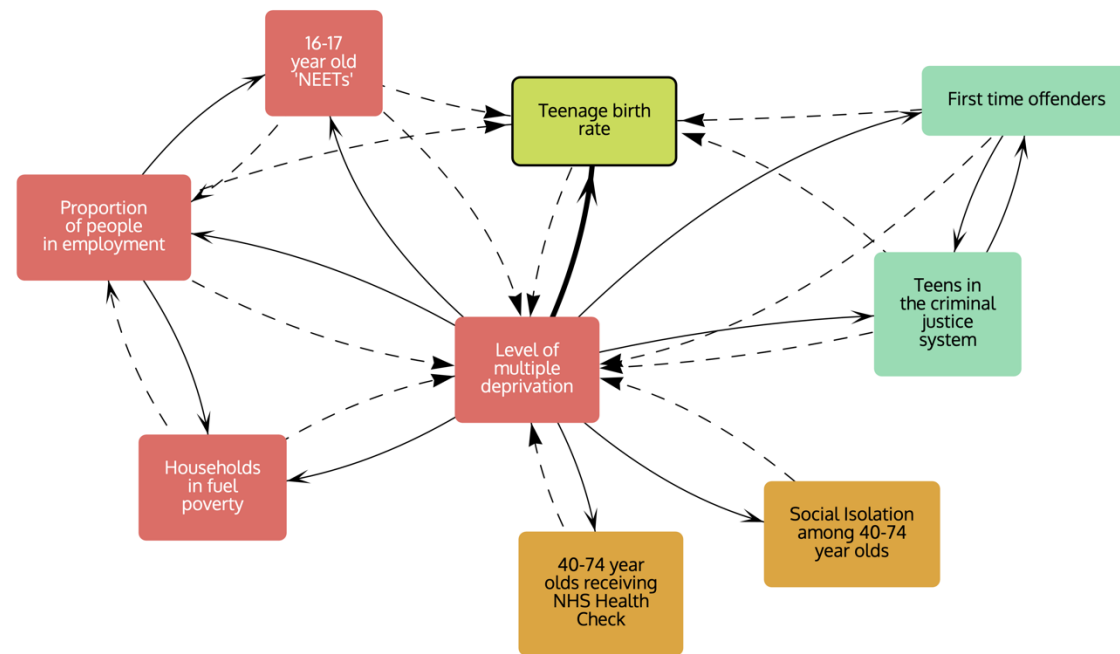 16-17
year old
'NEETs'
Teenage birth
rate
First time offenders
Proportion
of people
in employment
Teens in
the criminal
justice
system
Level of
multiple
deprivation
Households
in fuel
poverty
Social Isolation
among 40-74
year olds
40-74 year
olds receiving
NHS Health
Check